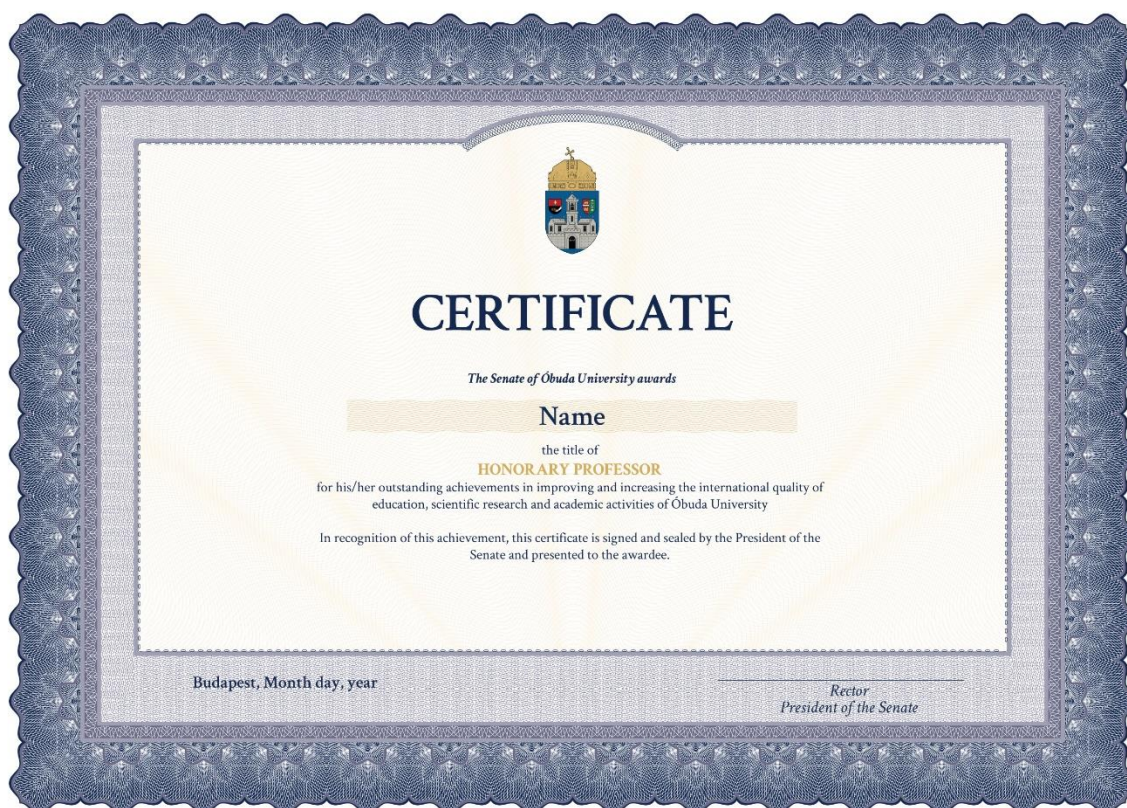 CERTIFICATE
The Senate of Óbuda University awards
Name
the title of
HONORARY PROFESSOR
for his/her outstanding achievements in improving and increasing the international quality of
education, scientific research and academic activities of Óbuda University
In recognition of this achievement, this certificate is signed and sealed by the President of the
Senate and presented to the awardee.
Budapest, Month day, year
Rector
President of the Senate